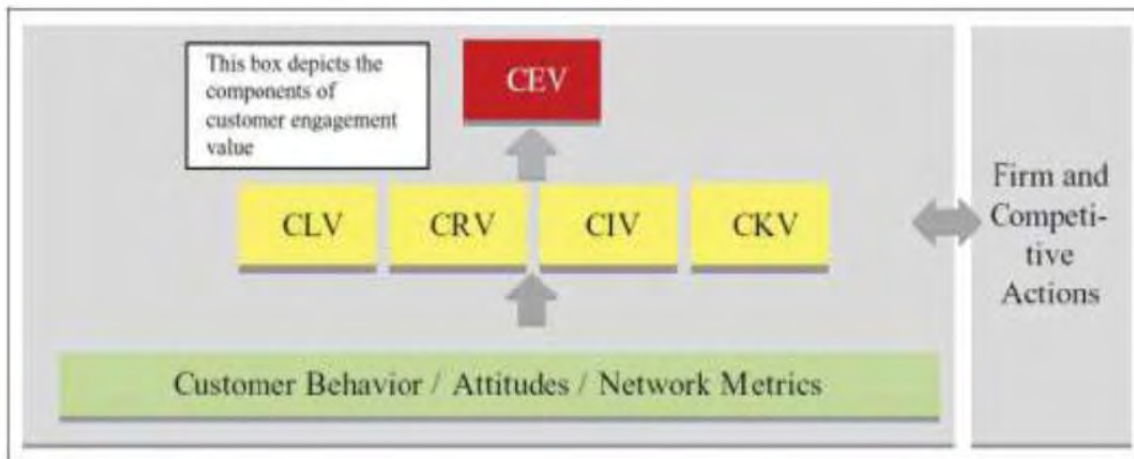 This box depicts the
components of
customer engagement
value
CEV
CLV
CRV
CIV
CKV
Customer Behavior / Attitudes / Network Metrics
Firm and
Competi-
tive
Actions